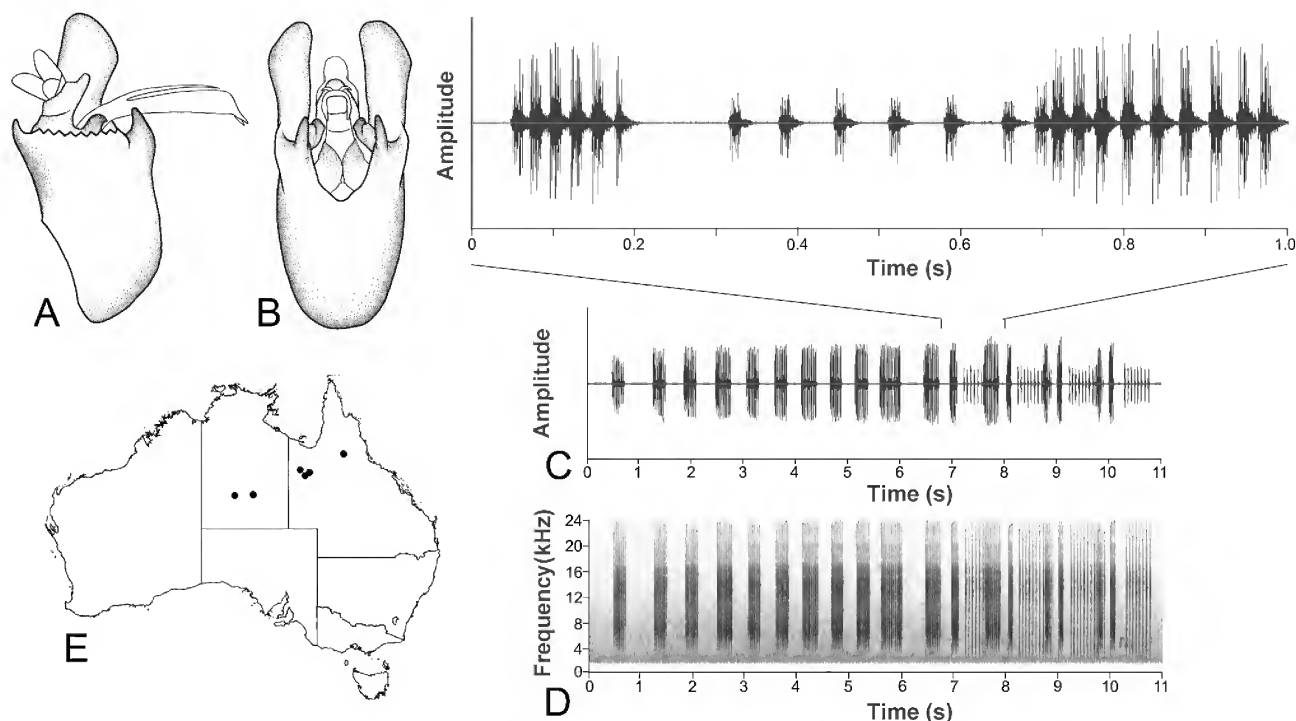 A
B
Amplitude
0 0.2 0.4 0.6 0.8 1.0
Time (s)
Amplitude
C
0 1 2 3 4 5 6 7 8 9 10 11
Time (s)
Frequency(kHz)
24
20
16
12
8
4
0
D
0 1 2 3 4 5 6 7 8 9 10 11
Time (s)
E